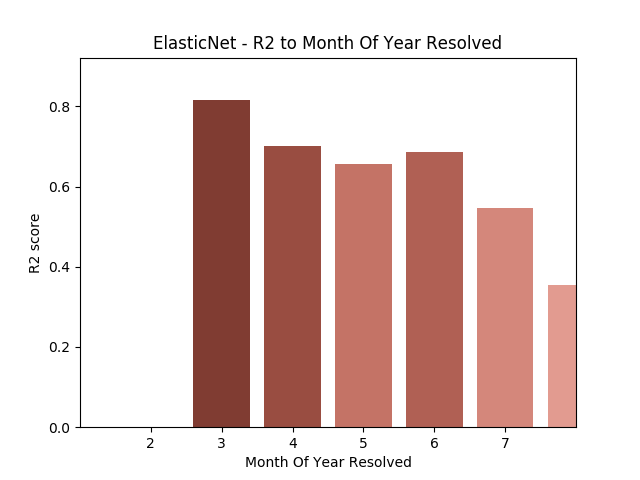 ElasticNet - R2 to Month Of Year Resolved
0.8
0.6
0.4
0.2
0.0
R2 score
2 3 4 5 6 7
Month Of Year Resolved